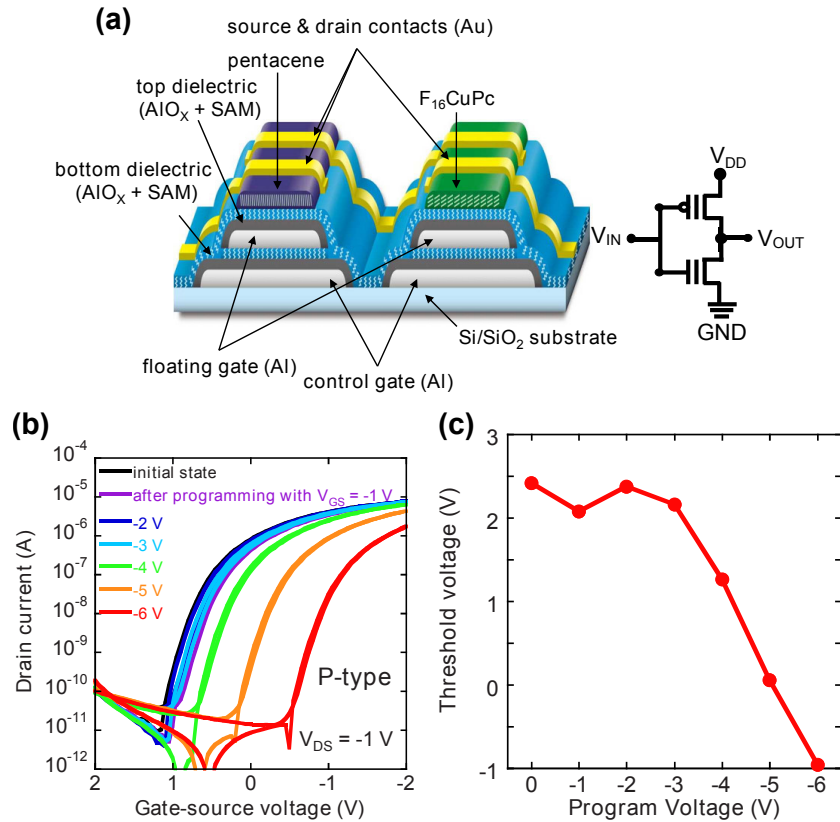 (a)
source & drain contacts (Au)
pentacene
top dielectric
(AlOX + SAM)
F16CuPc
bottom dielectric
(AlOX + SAM)
VDD
VIN
VOUT
GND
Si/SiO2 substrate
floating gate (Al)
control gate (Al)
(b)
10-4
10-5
10-6
10-7
10-8
10-9
10-10
10-11
10-12
Drain current (A)
initial state
after programming with VGS = -1 V
-2 V
-3 V
-4 V
-5 V
-6 V
P-type
VDS = -1 V
2
1
0
-1
-2
Gate-source voltage (V)
(c)
3
2
1
0
-1
Threshold voltage (V)
0
-1
-2
-3
-4
-5
-6
Program Voltage (V)